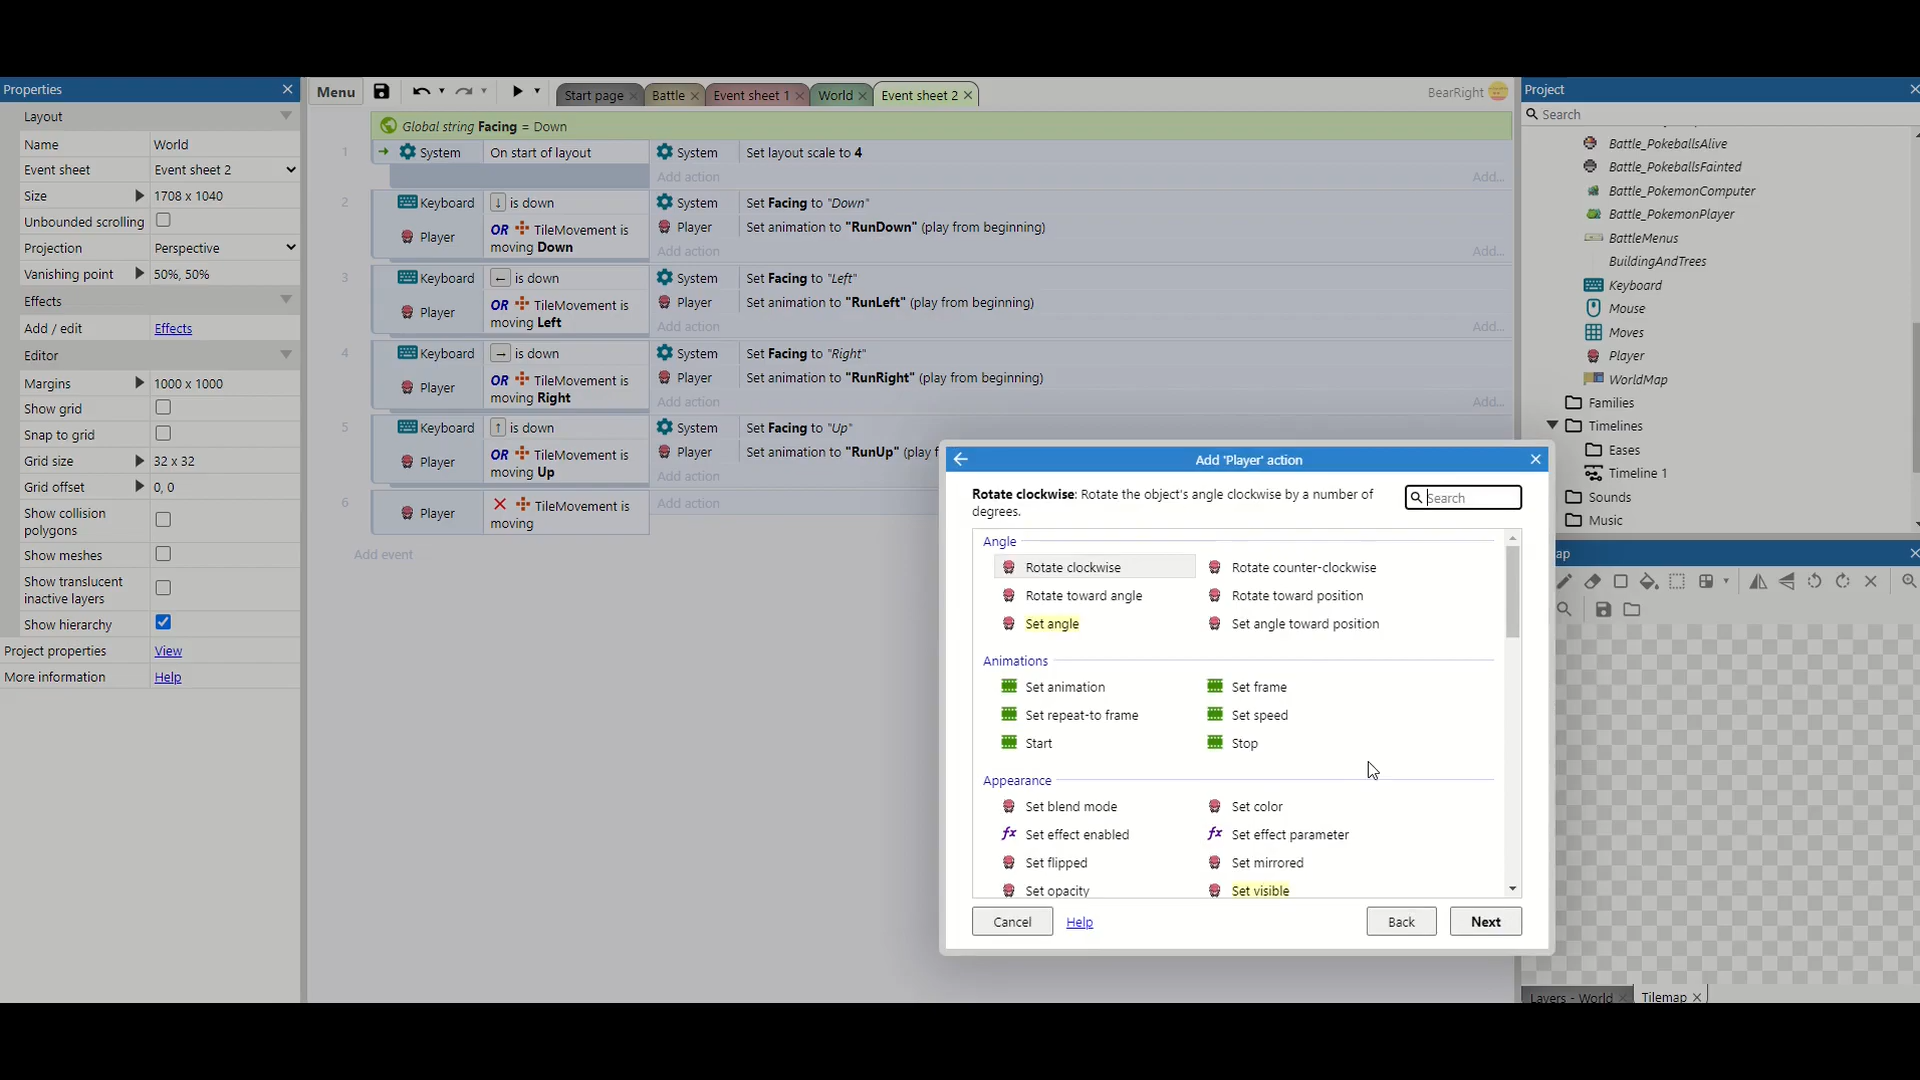 Properties
Layout
Name World
Event sheet Event sheet 2
Size 1708 x 1040
Unbounded scrolling
Projection Perspective
Vanishing point 50%, 50%
Effects
Add / edit Effects
Editor
Margins 1000 x 1000
Show grid
Snap to grid
Grid size 32 x 32
Grid offset 0, 0
Show collision
polygons
Show meshes
Show translucent
inactive layers
Show hierarchy
Project properties View
More information Help
Menu
Start page
Battle
Event sheet 1
World
Event sheet 2
BearRight
Global string Facing = Down
1 System On start of layout System Set layout scale to 4
Add action Add...
2 Keyboard ↓ is down System Set Facing to "Down"
Player OR TileMovement is
moving Down
Player Set animation to "RunDown" (play from beginning)
Add action Add...
3 Keyboard ← is down System Set Facing to "Left"
Player OR TileMovement is
moving Left
Player Set animation to "RunLeft" (play from beginning)
Add action Add...
4 Keyboard → is down System Set Facing to "Right"
Player OR TileMovement is
moving Right
Player Set animation to "RunRight" (play from beginning)
Add action Add...
5 Keyboard ↑ is down System Set Facing to "Up"
Player OR TileMovement is
moving Up
Player Set animation to "RunUp" (play f
Add action
6 Player TileMovement is
moving
Add action
Add event
Add 'Player' action
Rotate clockwise: Rotate the object's angle clockwise by a number of
degrees.
Search
Angle
Rotate clockwise Rotate counter-clockwise
Rotate toward angle Rotate toward position
Set angle Set angle toward position
Animations
Set animation Set frame
Set repeat-to frame Set speed
Start Stop
Appearance
Set blend mode Set color
fx Set effect enabled fx Set effect parameter
Set flipped Set mirrored
Set opacity Set visible
Cancel Help Back Next
Project
Search
Battle_PokeballsAlive
Battle_PokeballsFainted
Battle_PokemonComputer
Battle_PokemonPlayer
BattleMenus
BuildingAndTrees
Keyboard
Mouse
Moves
Player
WorldMap
Families
Timelines
Eases
Timeline 1
Sounds
Music
ap
Layers - World
Tilemap